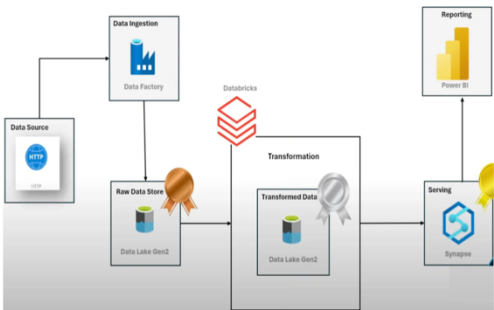 Data Source
HTTP
HTTP
Data Ingestion
Data Factory
Raw Data Store
Data Lake Gen2
Databricks
Transformation
Transformed Data
Data Lake Gen2
Serving
Synapse
Reporting
Power BI